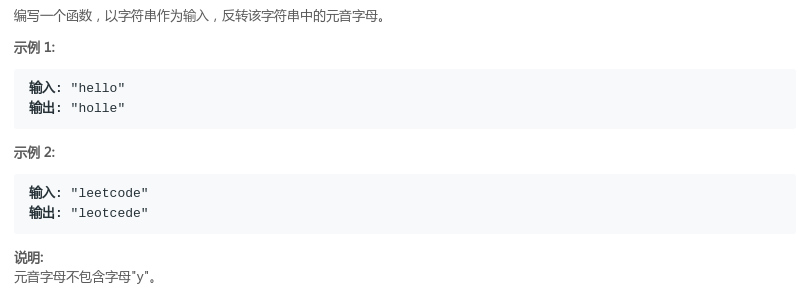 编写一个函数，以字符串作为输入，反转该字符串中的元音字母。
示例 1:
输入: "hello"
输出: "holle"
示例 2:
输入: "leetcode"
输出: "leotcede"
说明:
元音字母不包含字母"y"。